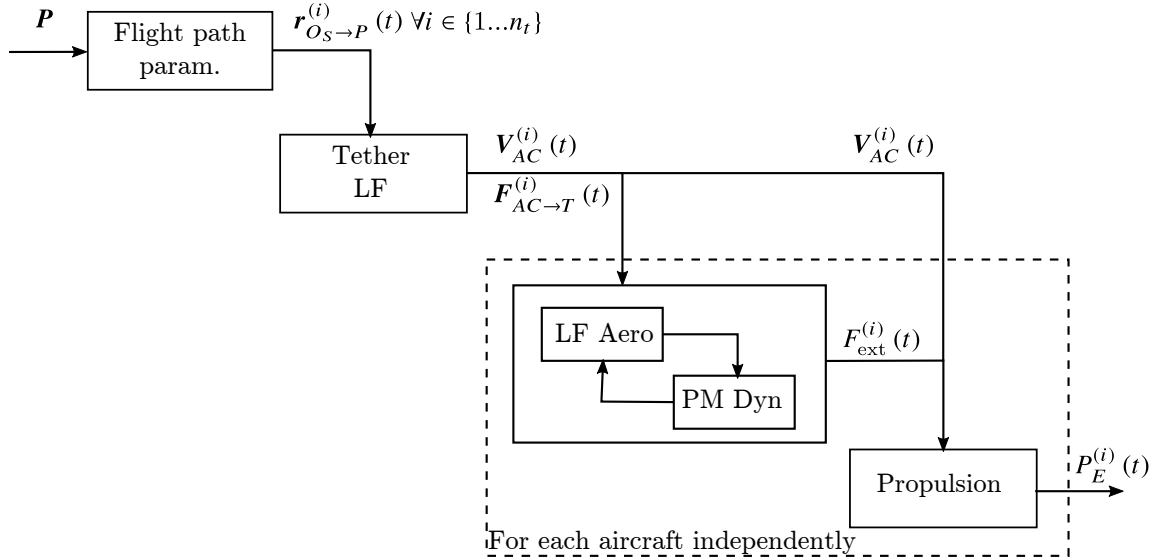 P
Flight path
param.
r_{O_S→P}^{(i)}(t) ∀i ∈ {1...n_t}
Tether
LF
V_{AC}^{(i)}(t)
F_{AC→T}^{(i)}(t)
V_{AC}^{(i)}(t)
LF Aero
PM Dyn
F_{ext}^{(i)}(t)
Propulsion
P_E^{(i)}(t)
For each aircraft independently